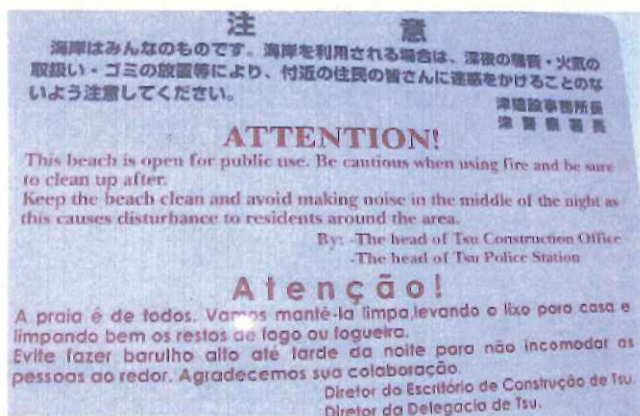 注 意
海岸はみんなのものです。海岸を利用される場合は、深夜の騒音・火気の
取扱い・ゴミの放置等により、付近の住民の皆さんに迷惑をかけることのな
いよう注意してください。
津建設事務所長
津警察署長
ATTENTION!
This beach is open for public use. Be cautious when using fire and be sure
to clean up after.
Keep the beach clean and avoid making noise in the middle of the night as
this causes disturbance to residents around the area.
By: -The head of Tsu Construction Office
-The head of Tsu Police Station
Atenção!
A praia é de todos. Vamos mantê-la limpa,levando o lixo para casa e
limpando bem os restos de fogo ou fogueira.
Evite fazer barulho alto até tarde da noite para não incomodar as
pessoas ao redor. Agradecemos sua colaboração.
Diretor do Escritório de Construção de Tsu.
Diretor da Delegacia de Tsu.